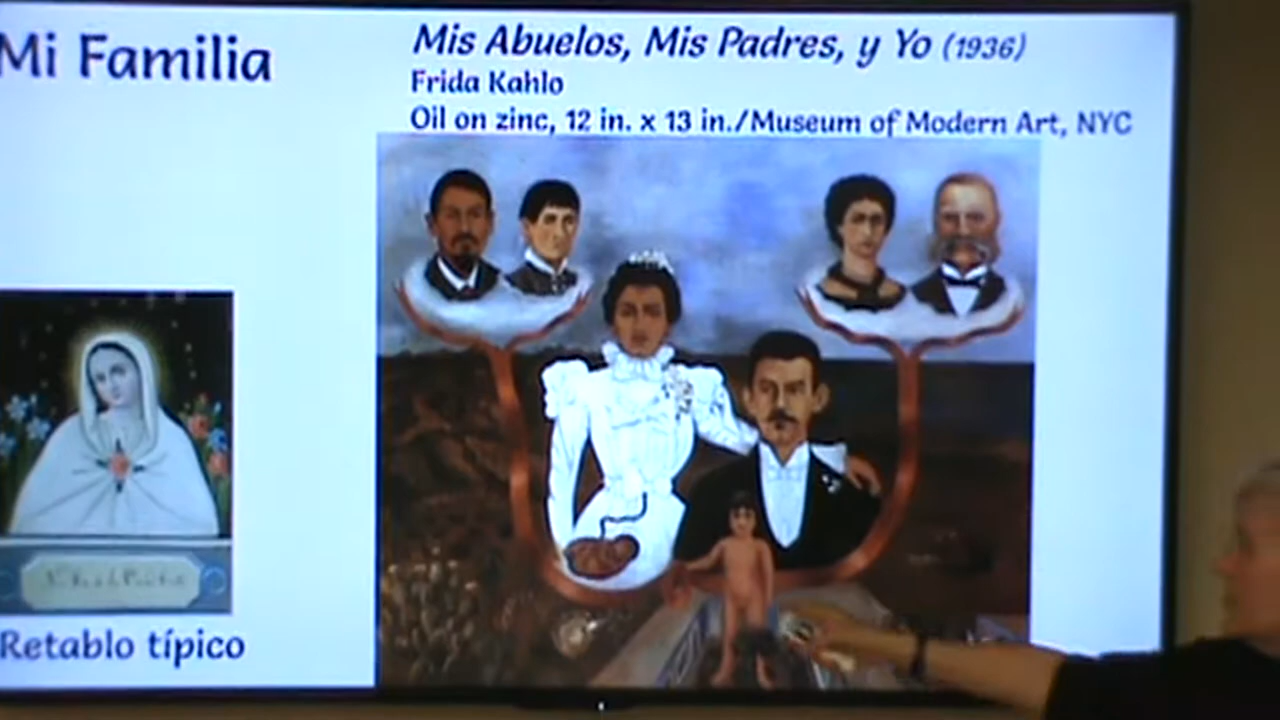 Mi Familia
Mis Abuelos, Mis Padres, y Yo (1936)
Frida Kahlo
Oil on zinc, 12 in. x 13 in./Museum of Modern Art, NYC
Retablo típico